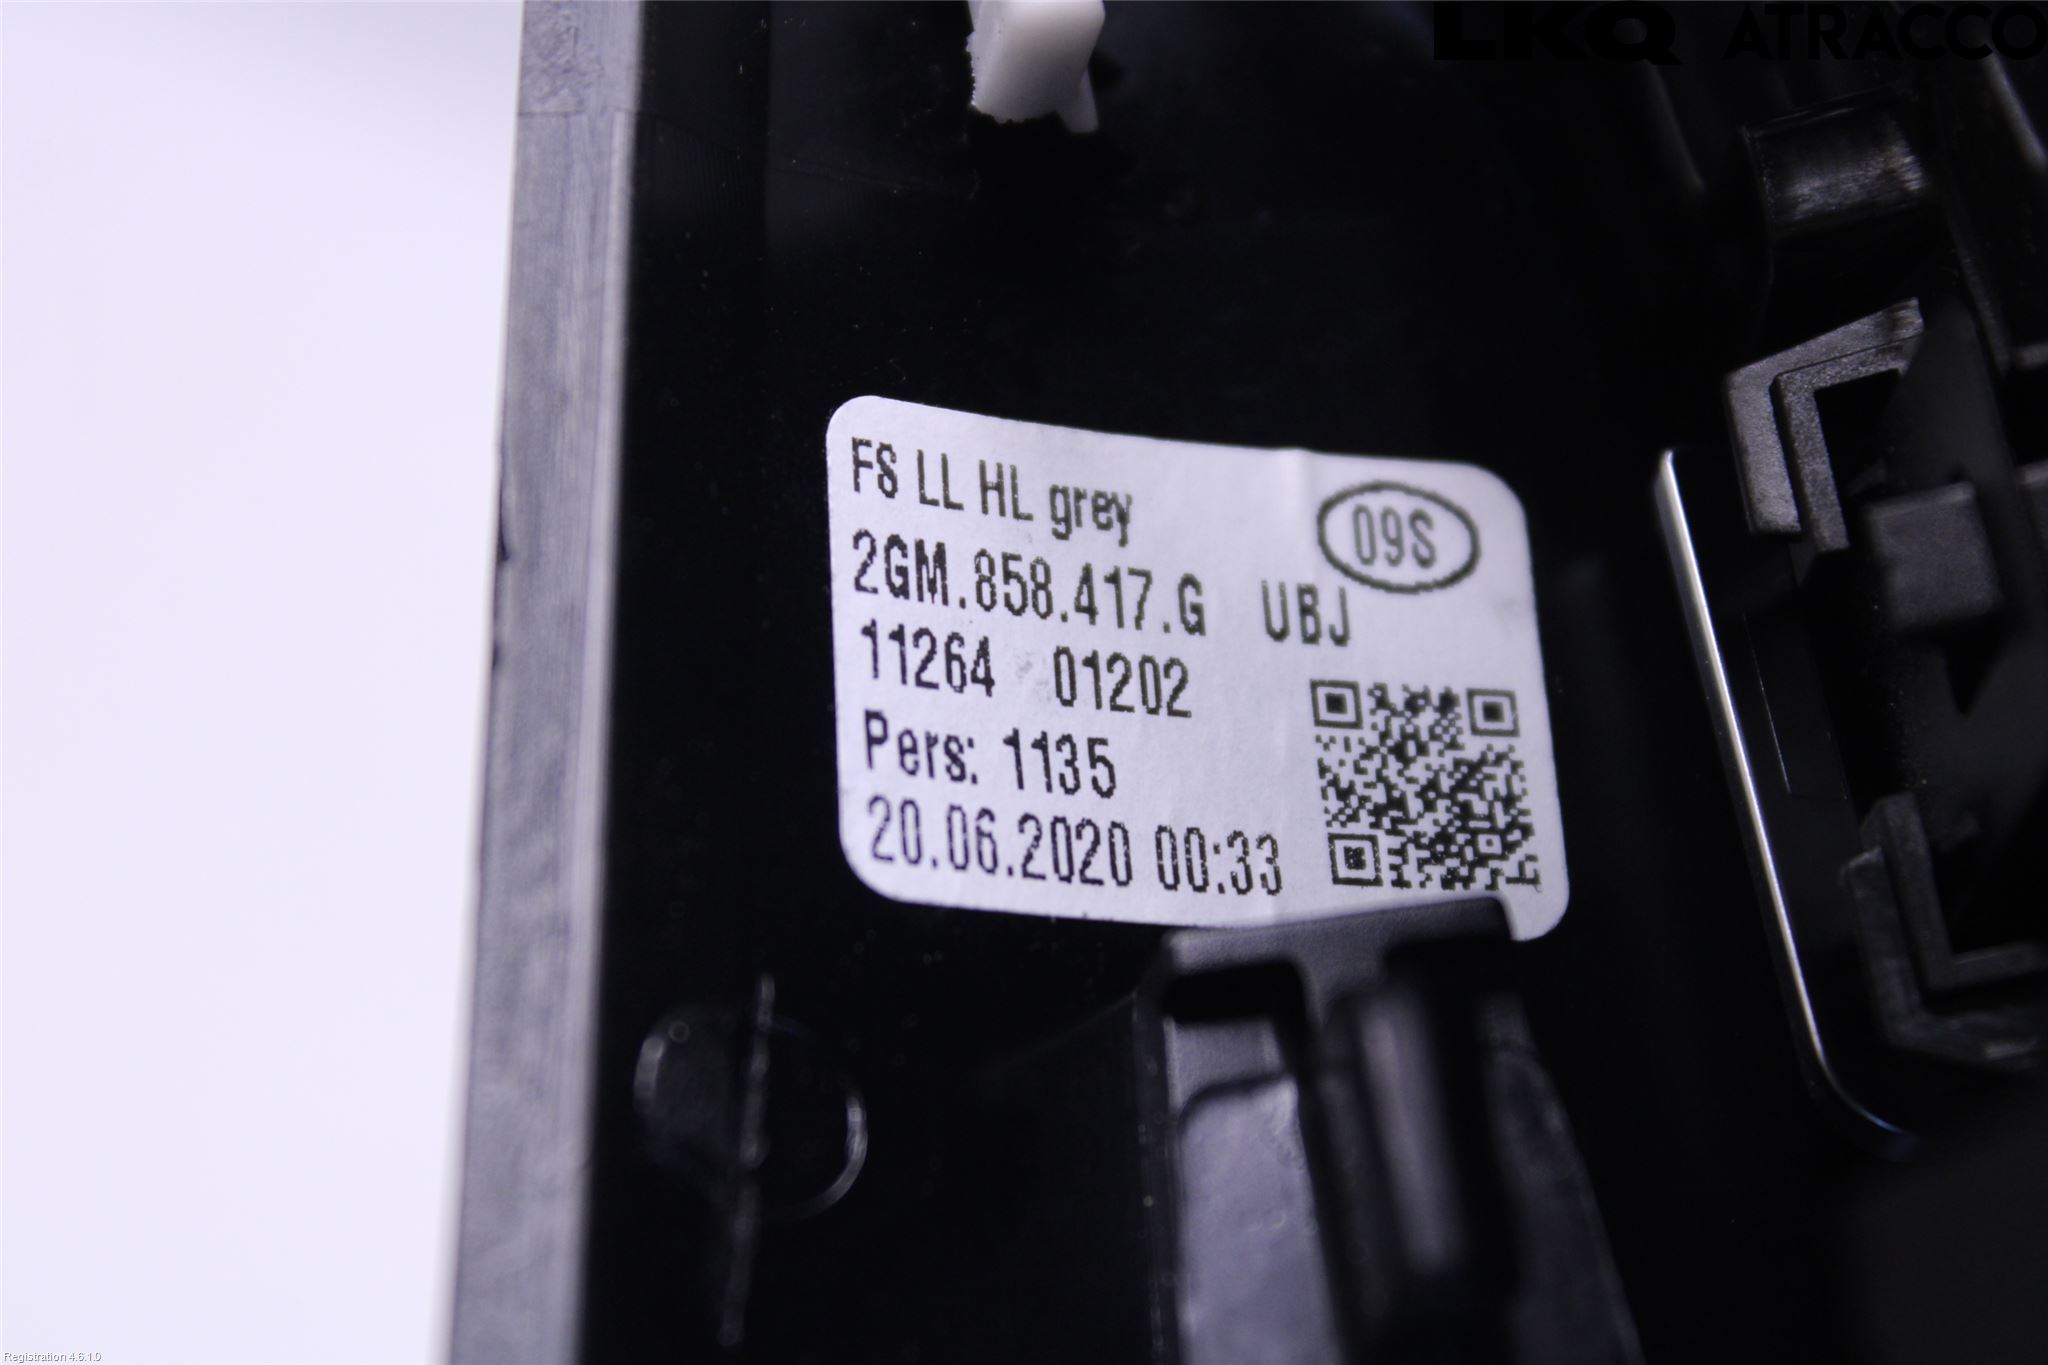 LKQ ATRACCO
FS LL HL grey
09S
2GM.858.417.G UBJ
11264 01202
Pers: 1135
20.06.2020 00:33
Registration 4.6.1.0